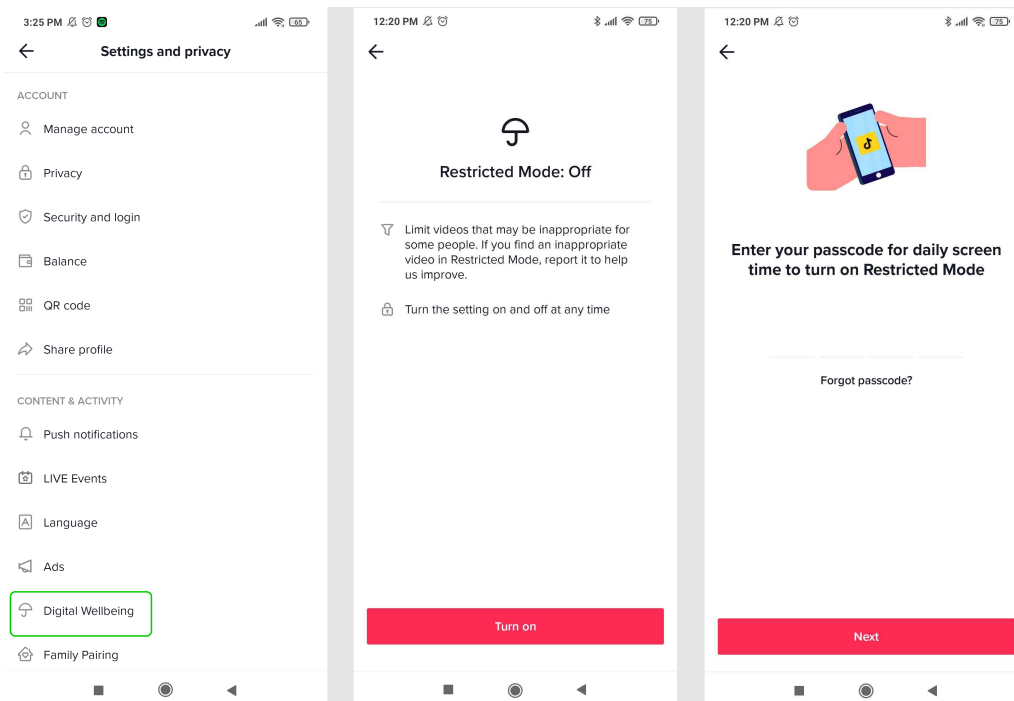 3:25 PM
65
Settings and privacy
ACCOUNT
Manage account
Privacy
Security and login
Balance
QR code
Share profile
CONTENT & ACTIVITY
Push notifications
LIVE Events
Language
Ads
Digital Wellbeing
Family Pairing
12:20 PM
75
Restricted Mode: Off
Limit videos that may be inappropriate for
some people. If you find an inappropriate
video in Restricted Mode, report it to help
us improve.
Turn the setting on and off at any time
Turn on
12:20 PM
75
Enter your passcode for daily screen
time to turn on Restricted Mode
Forgot passcode?
Next